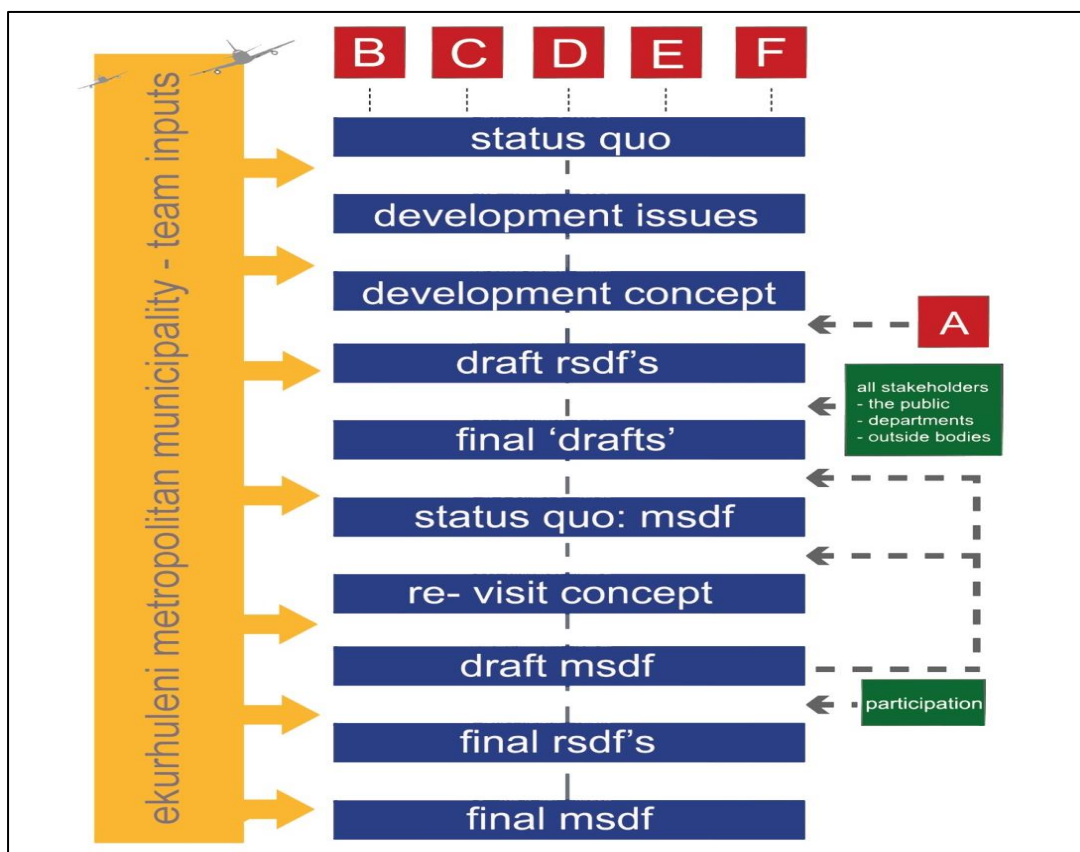 ekurhuleni metropolitan municipality - team inputs
B C D E F
status quo
development issues
development concept
A
draft rsdf's
all stakeholders
- the public
- departments
- outside bodies
final ‘drafts’
status quo: msdf
re- visit concept
draft msdf
participation
final rsdf's
final msdf